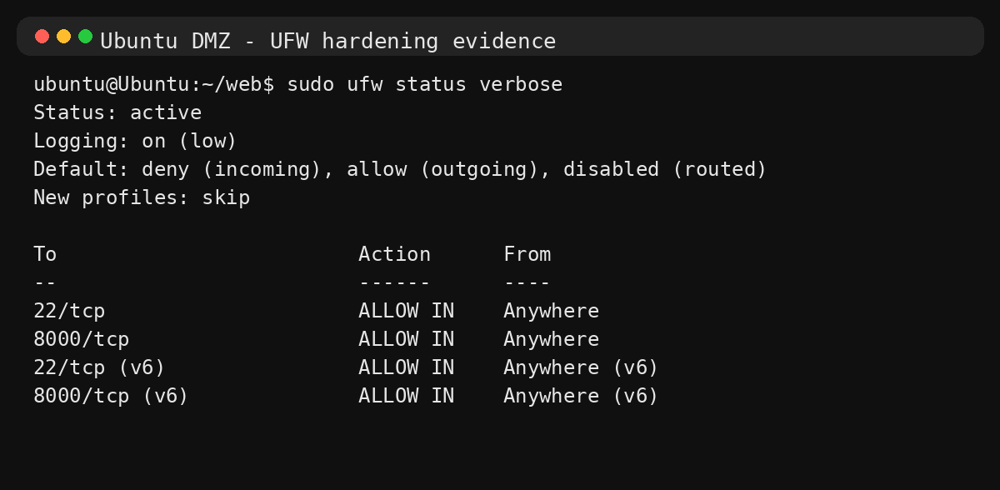 Ubuntu DMZ - UFW hardening evidence
ubuntu@Ubuntu:~/web$ sudo ufw status verbose
Status: active
Logging: on (low)
Default: deny (incoming), allow (outgoing), disabled (routed)
New profiles: skip
To                         Action      From
--                         ------      ----
22/tcp                     ALLOW IN    Anywhere
8000/tcp                   ALLOW IN    Anywhere
22/tcp (v6)                ALLOW IN    Anywhere (v6)
8000/tcp (v6)              ALLOW IN    Anywhere (v6)